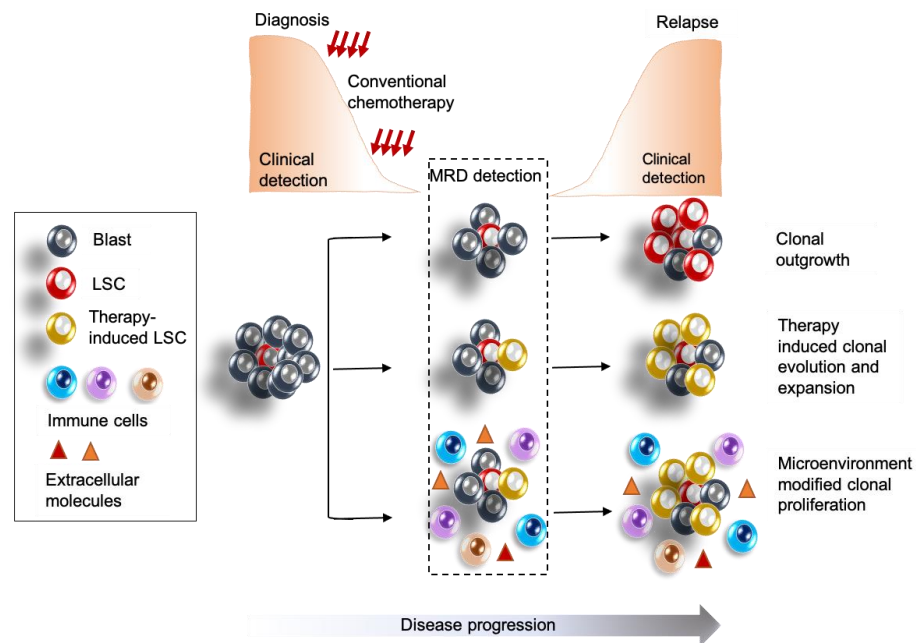 Diagnosis
Relapse
Conventional
chemotherapy
Clinical
detection
MRD detection
Clinical
detection
Blast
LSC
Therapy-
induced LSC
Immune cells
Extracellular
molecules
Clonal
outgrowth
Therapy
induced clonal
evolution and
expansion
Microenvironment
modified clonal
proliferation
Disease progression